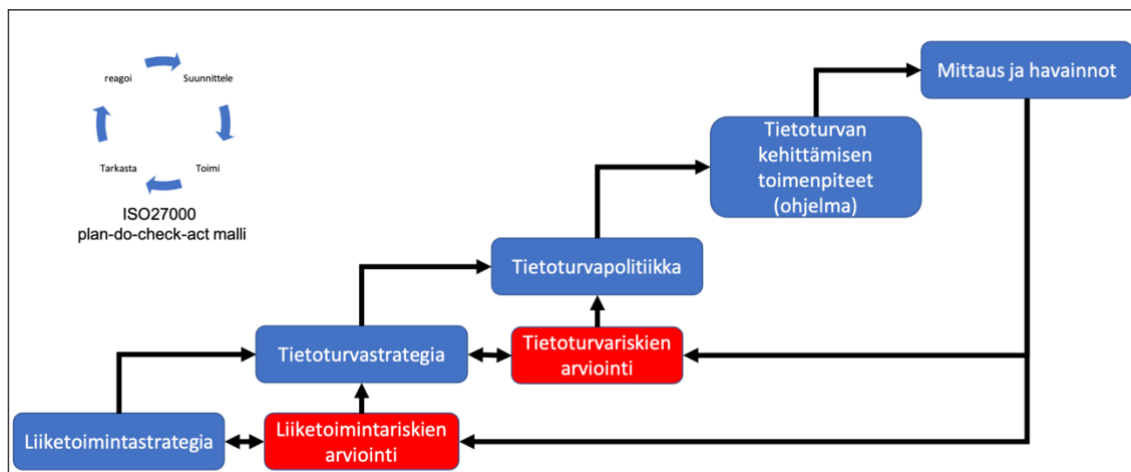 reagoi
Suunnittele
Tarkasta
Toimi
ISO27000
plan-do-check-act malli
Mittaus ja havainnot
Tietoturvan
kehittämisen
toimenpiteet
(ohjelma)
Tietoturvapolitiikka
Tietoturvastrategia
Tietoturvariskien
arviointi
Liiketoimintastrategia
Liiketoimintariskien
arviointi